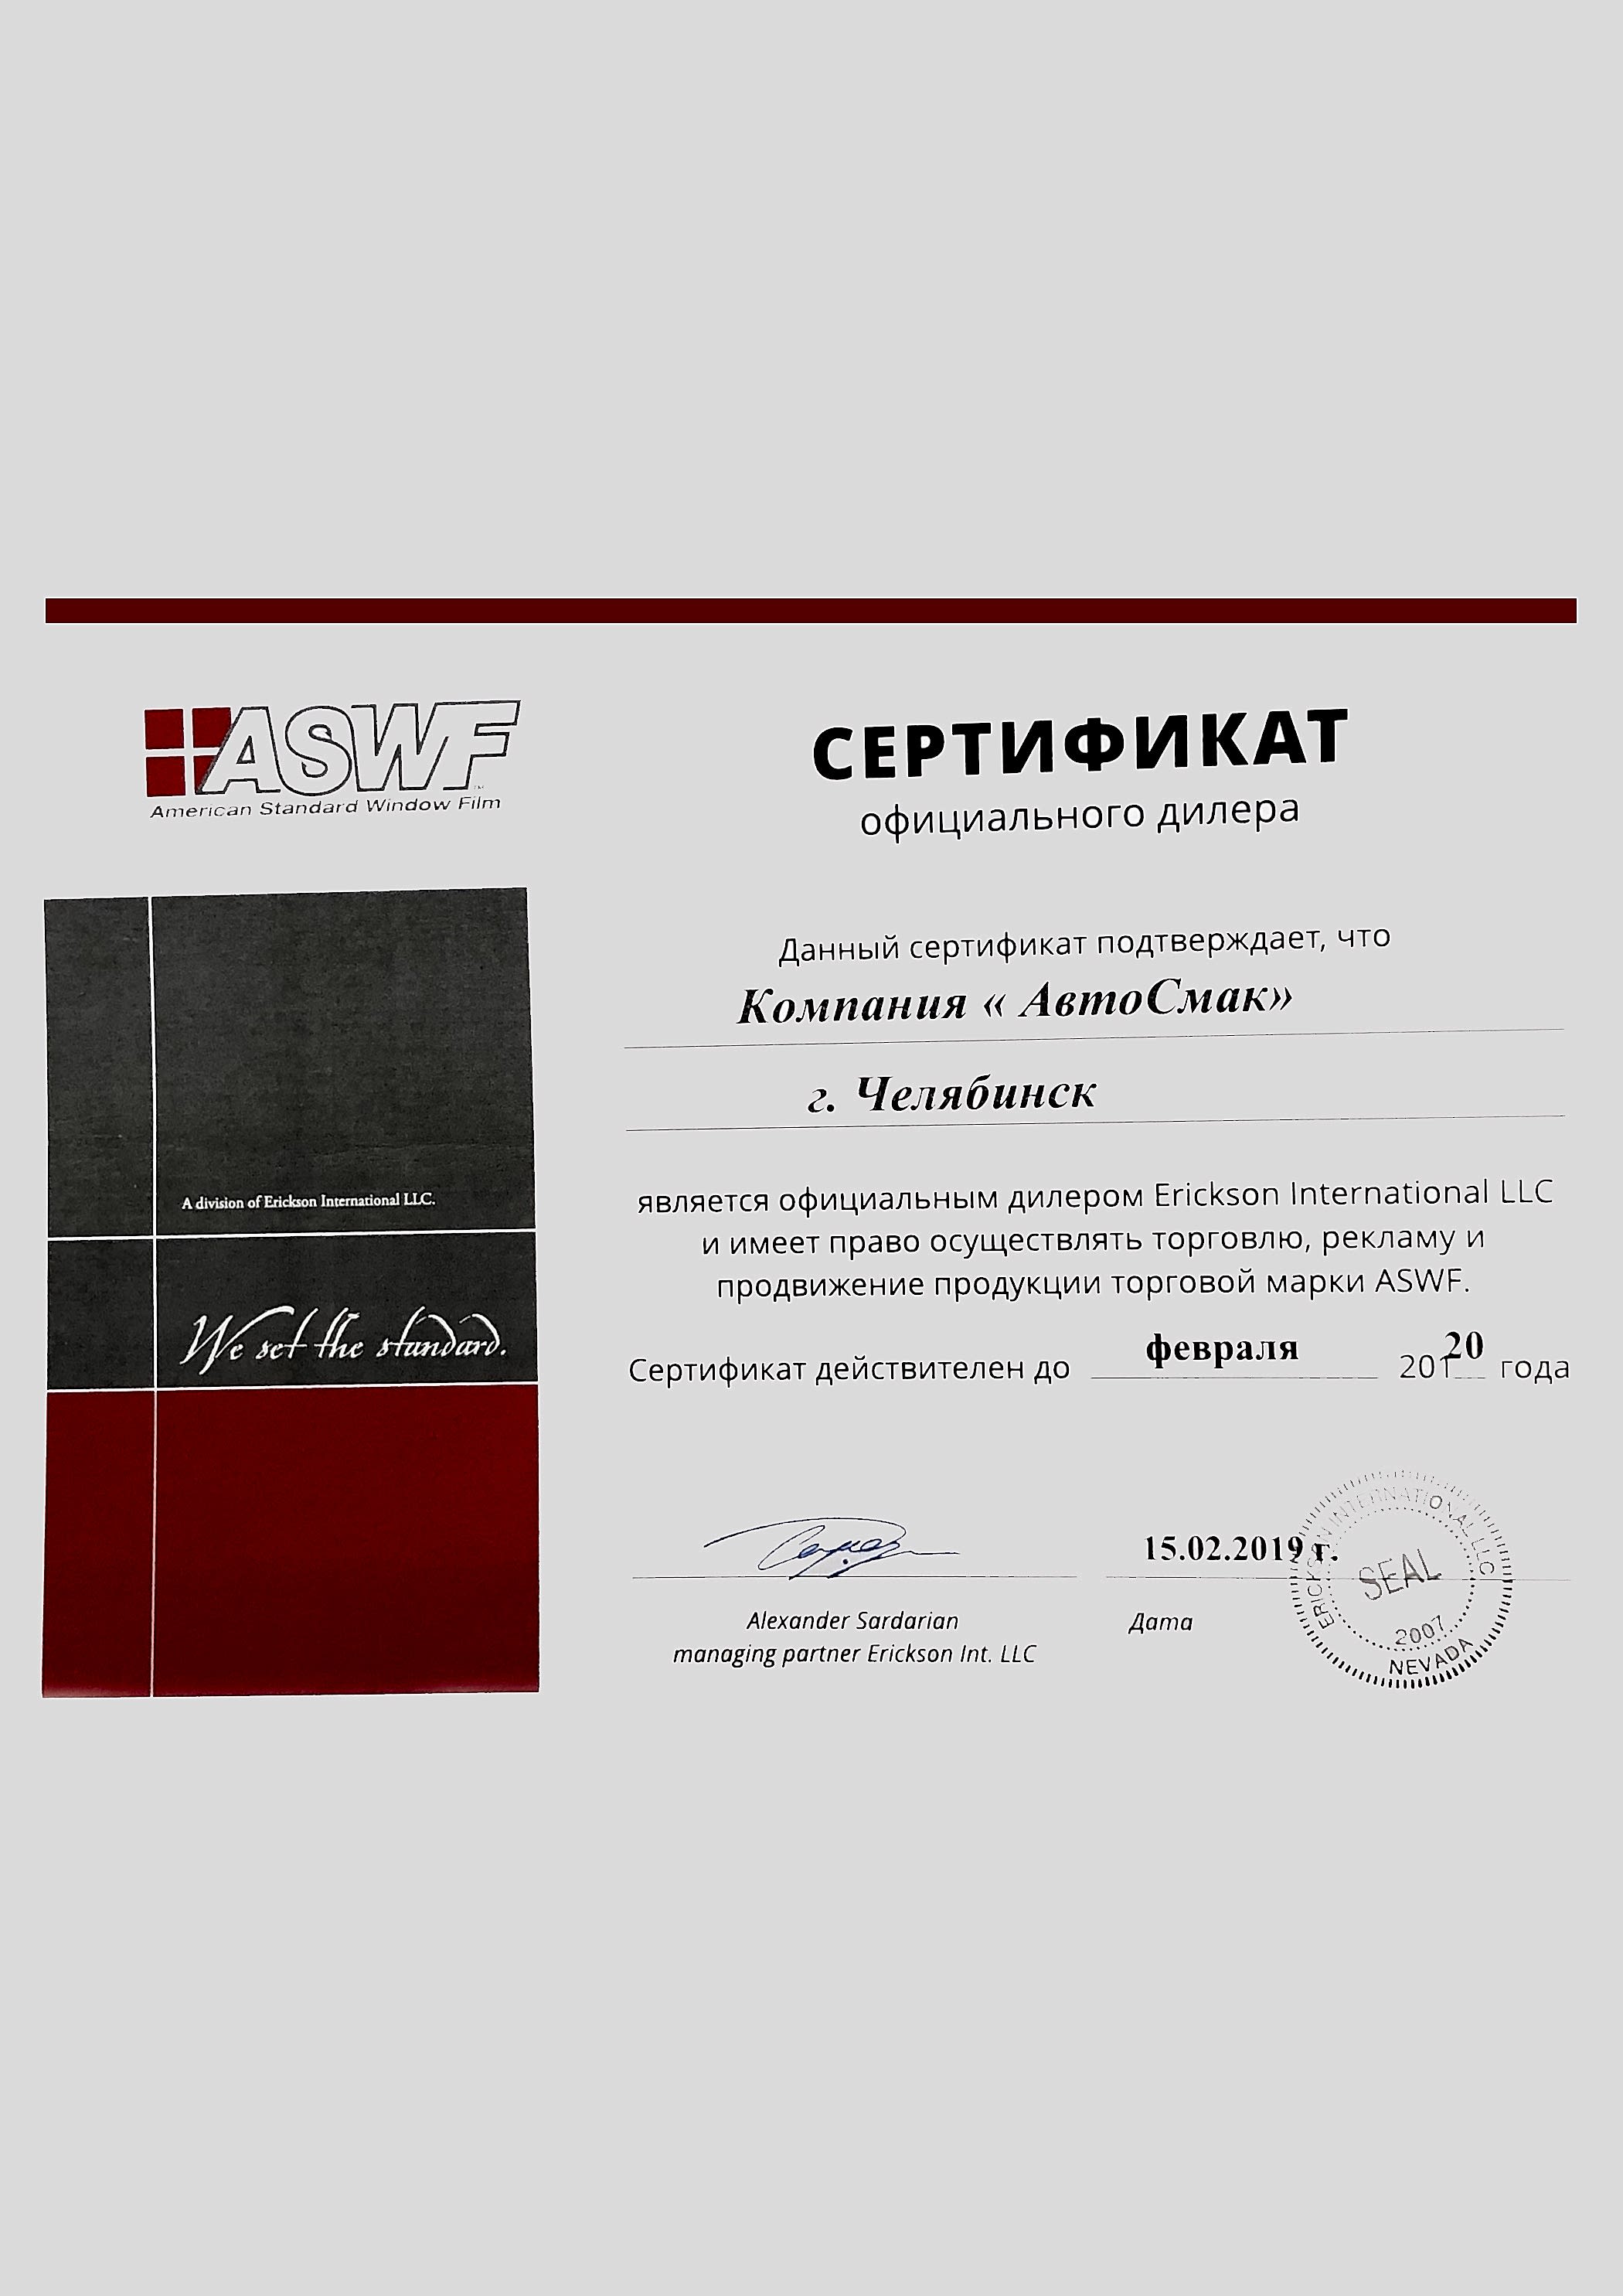 ASWF
American Standard Window Film
СЕРТИФИКАТ
официального дилера
Данный сертификат подтверждает, что
Компания « АвтоСмак»
г. Челябинск
является официальным дилером Erickson International LLC
и имеет право осуществлять торговлю, рекламу и
продвижение продукции торговой марки ASWF.
Сертификат действителен до февраля 201 20 года
A division of Erickson International LLC.
We set the standard.
15.02.2019 г.
Alexander Sardarian
managing partner Erickson Int. LLC
Дата
ERICKSON INTERNATIONAL LLC
SEAL
2007
NEVADA